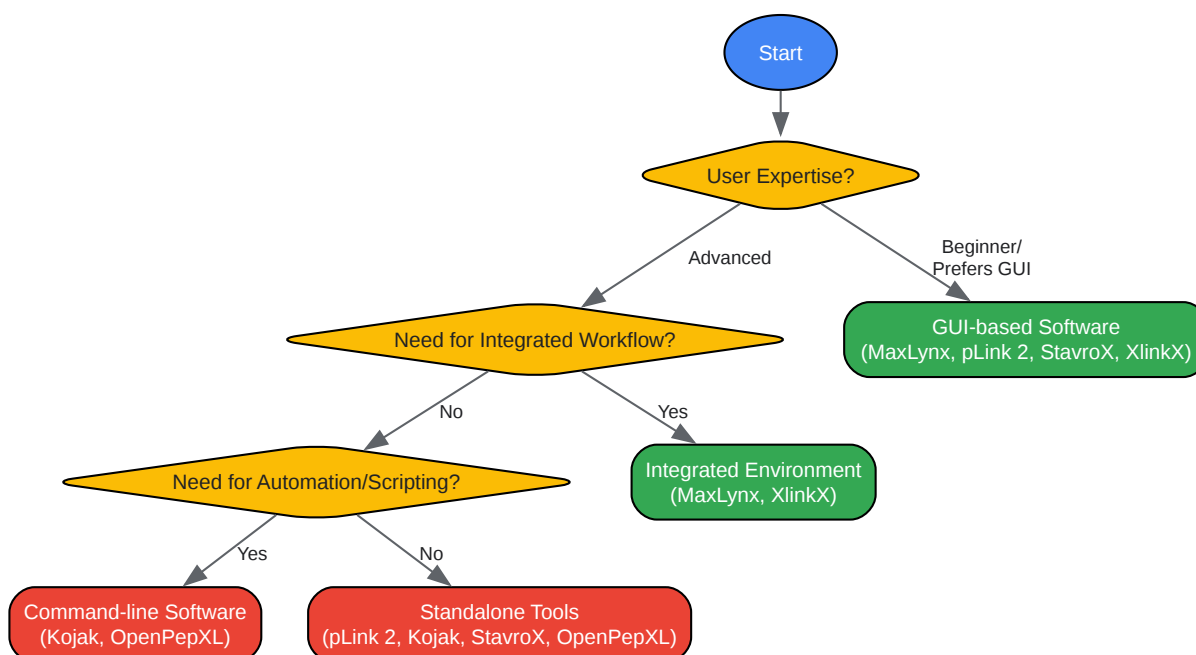 Start
User Expertise?
Advanced
Beginner/
Prefers GUI
Need for Integrated Workflow?
GUI-based Software
(MaxLynx, pLink 2, StavroX, XlinkX)
No
Yes
Need for Automation/Scripting?
Integrated Environment
(MaxLynx, XlinkX)
Yes
No
Command-line Software
(Kojak, OpenPepXL)
Standalone Tools
(pLink 2, Kojak, StavroX, OpenPepXL)